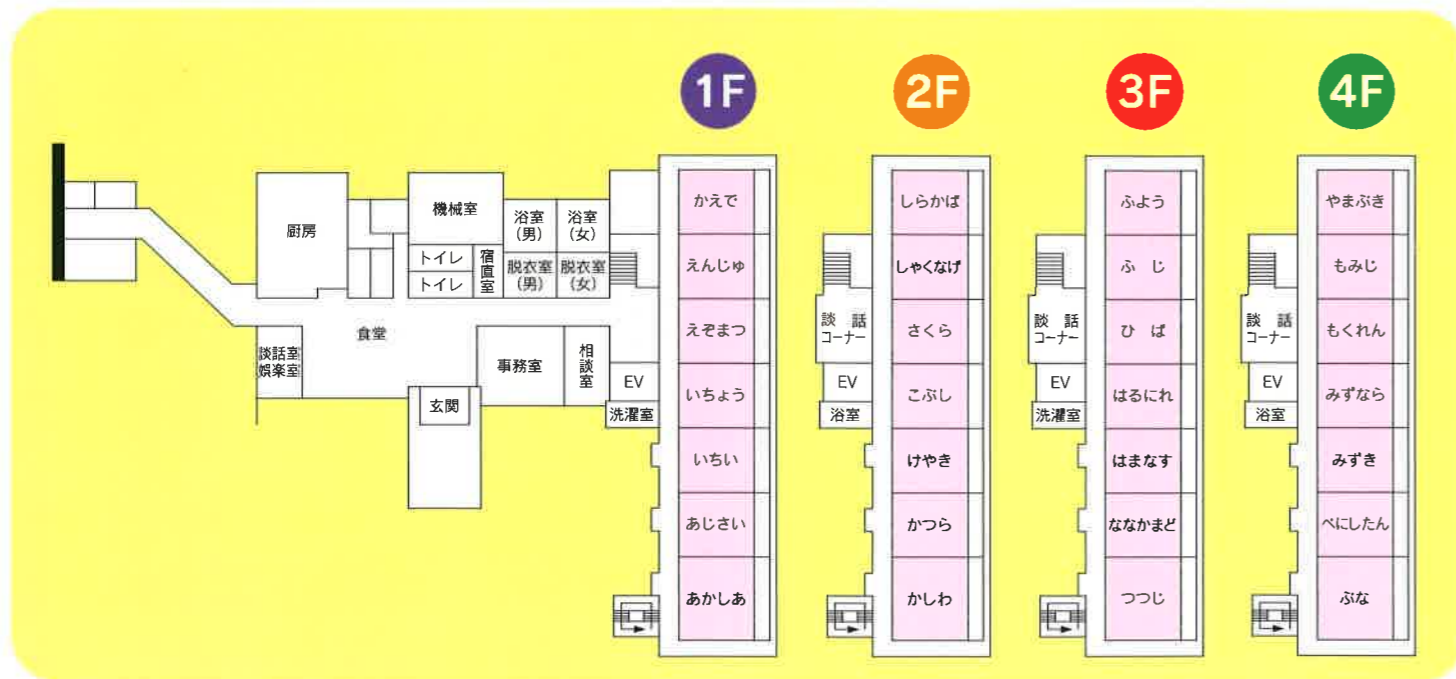 1F
2F
3F
4F
厨房
機械室
トイレ
トイレ
宿直室
浴室
(男)
浴室
(女)
脱衣室
(男)
脱衣室
(女)
食堂
談話室
娯楽室
玄関
事務室
相談室
EV
洗濯室
かえで
えんじゅ
えぞまつ
いちょう
いちい
あじさい
あかしあ
談話
コーナー
EV
浴室
しらかば
しゃくなげ
さくら
こぶし
けやき
かつら
かしわ
談話
コーナー
EV
洗濯室
ふよう
ふじ
ひば
はるにれ
はまなす
ななかまど
つつじ
談話
コーナー
EV
浴室
やまぶき
もみじ
もくれん
みずなら
みずき
べにしたん
ぶな